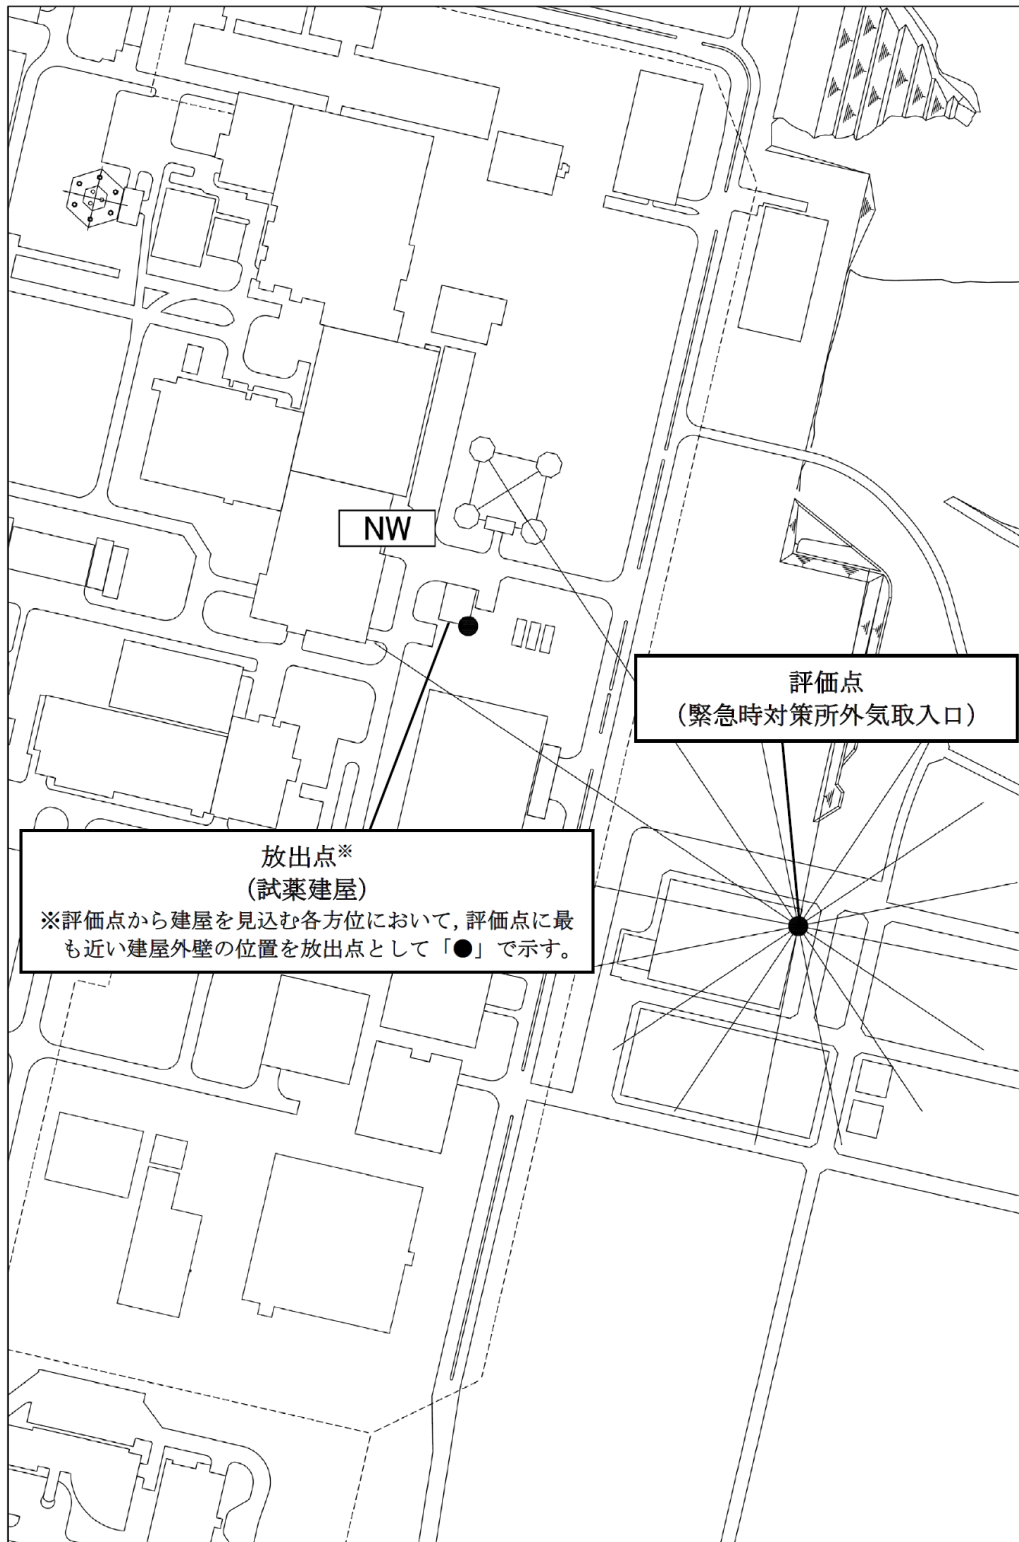 NW
評価点
（緊急時対策所外気取入口）
放出点※
（試薬建屋）
※評価点から建屋を見込む各方位において，評価点に最
も近い建屋外壁の位置を放出点として「●」で示す。